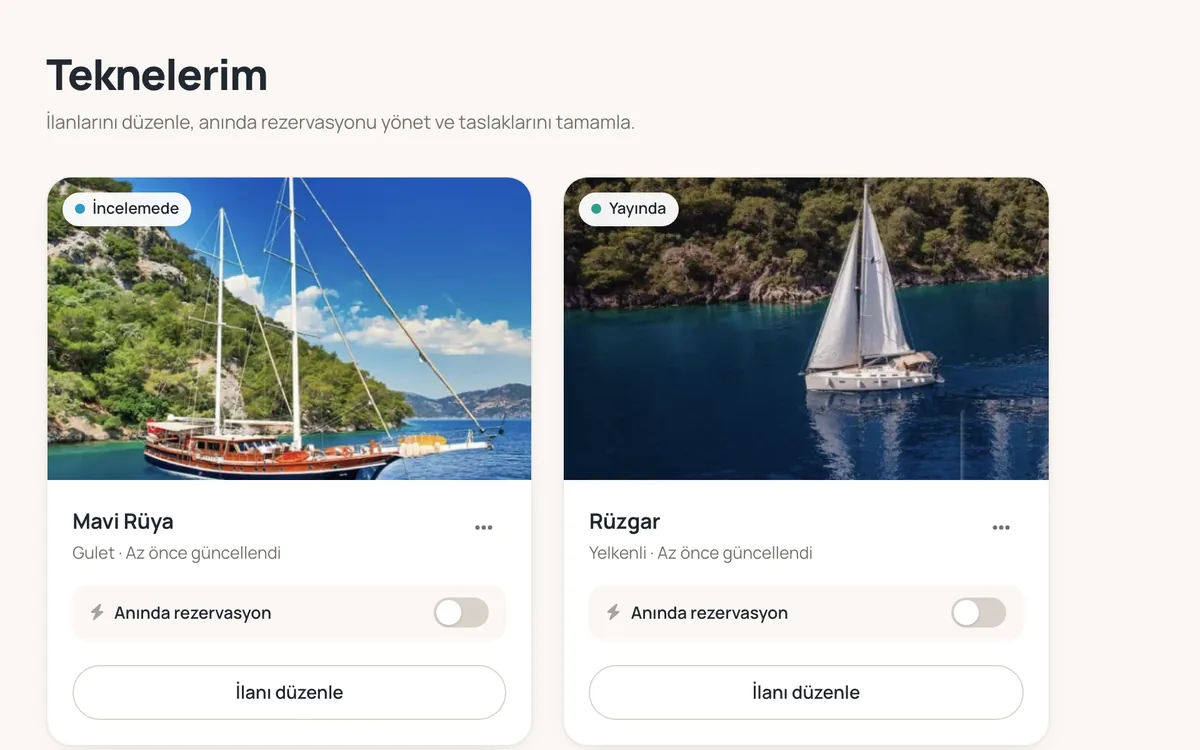 Teknelerim
İlanlarını düzenle, anında rezervasyonu yönet ve taslaklarını tamamla.
İncelemede
Mavi Rüya
Gulet · Az önce güncellendi
Anında rezervasyon
İlanı düzenle
Yayında
Rüzgar
Yelkenli · Az önce güncellendi
Anında rezervasyon
İlanı düzenle